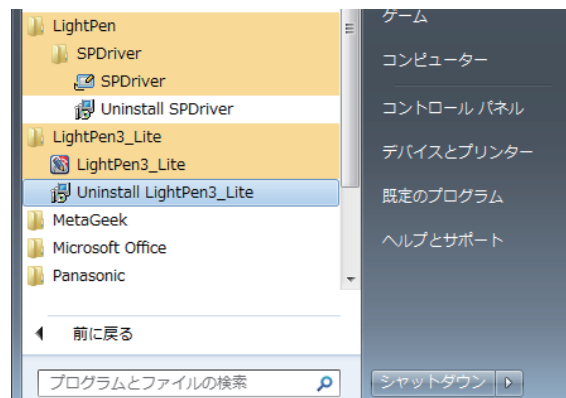 LightPen
SPDriver
SPDriver
Uninstall SPDriver
LightPen3_Lite
LightPen3_Lite
Uninstall LightPen3_Lite
MetaGeek
Microsoft Office
Panasonic
前に戻る
プログラムとファイルの検索
ゲーム
コンピューター
コントロール パネル
デバイスとプリンター
既定のプログラム
ヘルプとサポート
シャットダウン